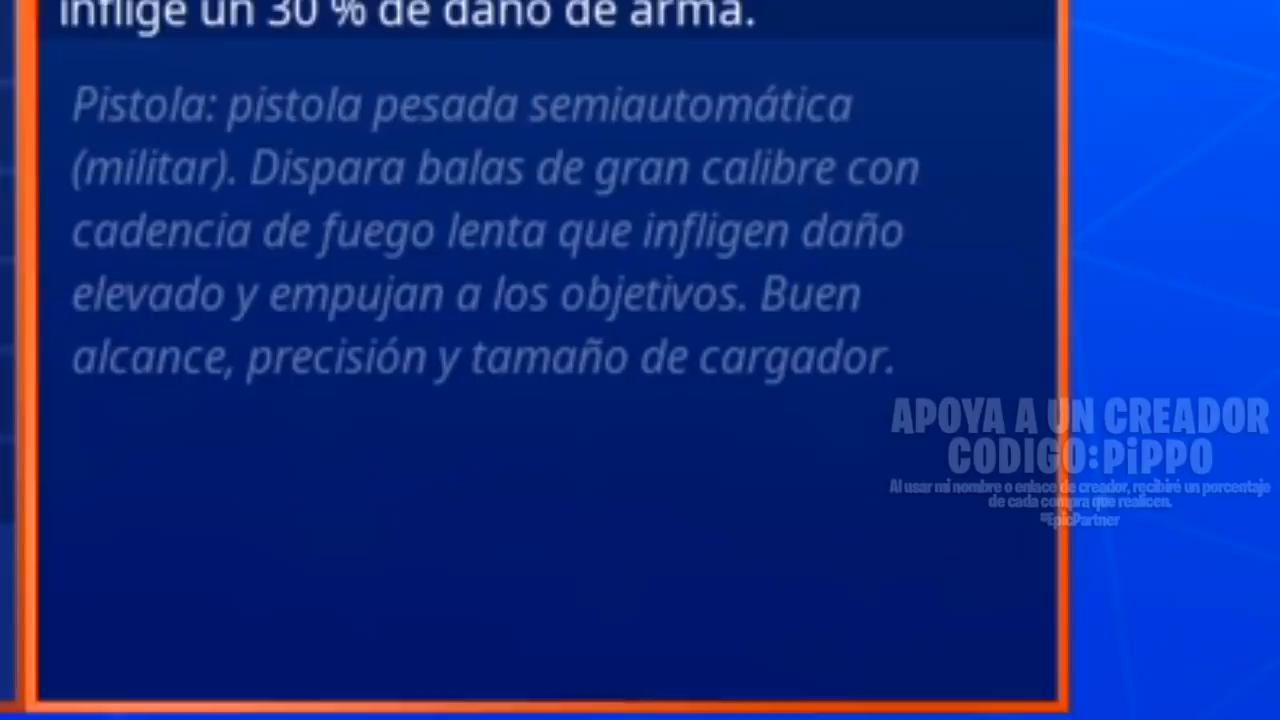 inflige un 30 % de daño de arma.
Pistola: pistola pesada semiautomática
(militar). Dispara balas de gran calibre con
cadencia de fuego lenta que infligen daño
elevado y empujan a los objetivos. Buen
alcance, precisión y tamaño de cargador.
APOYA A UN CREADOR
CODIGO:PiPPO
Al usar mi nombre o enlace de creador, recibiré un porcentaje
de cada compra que realicen.
#EpicPartner